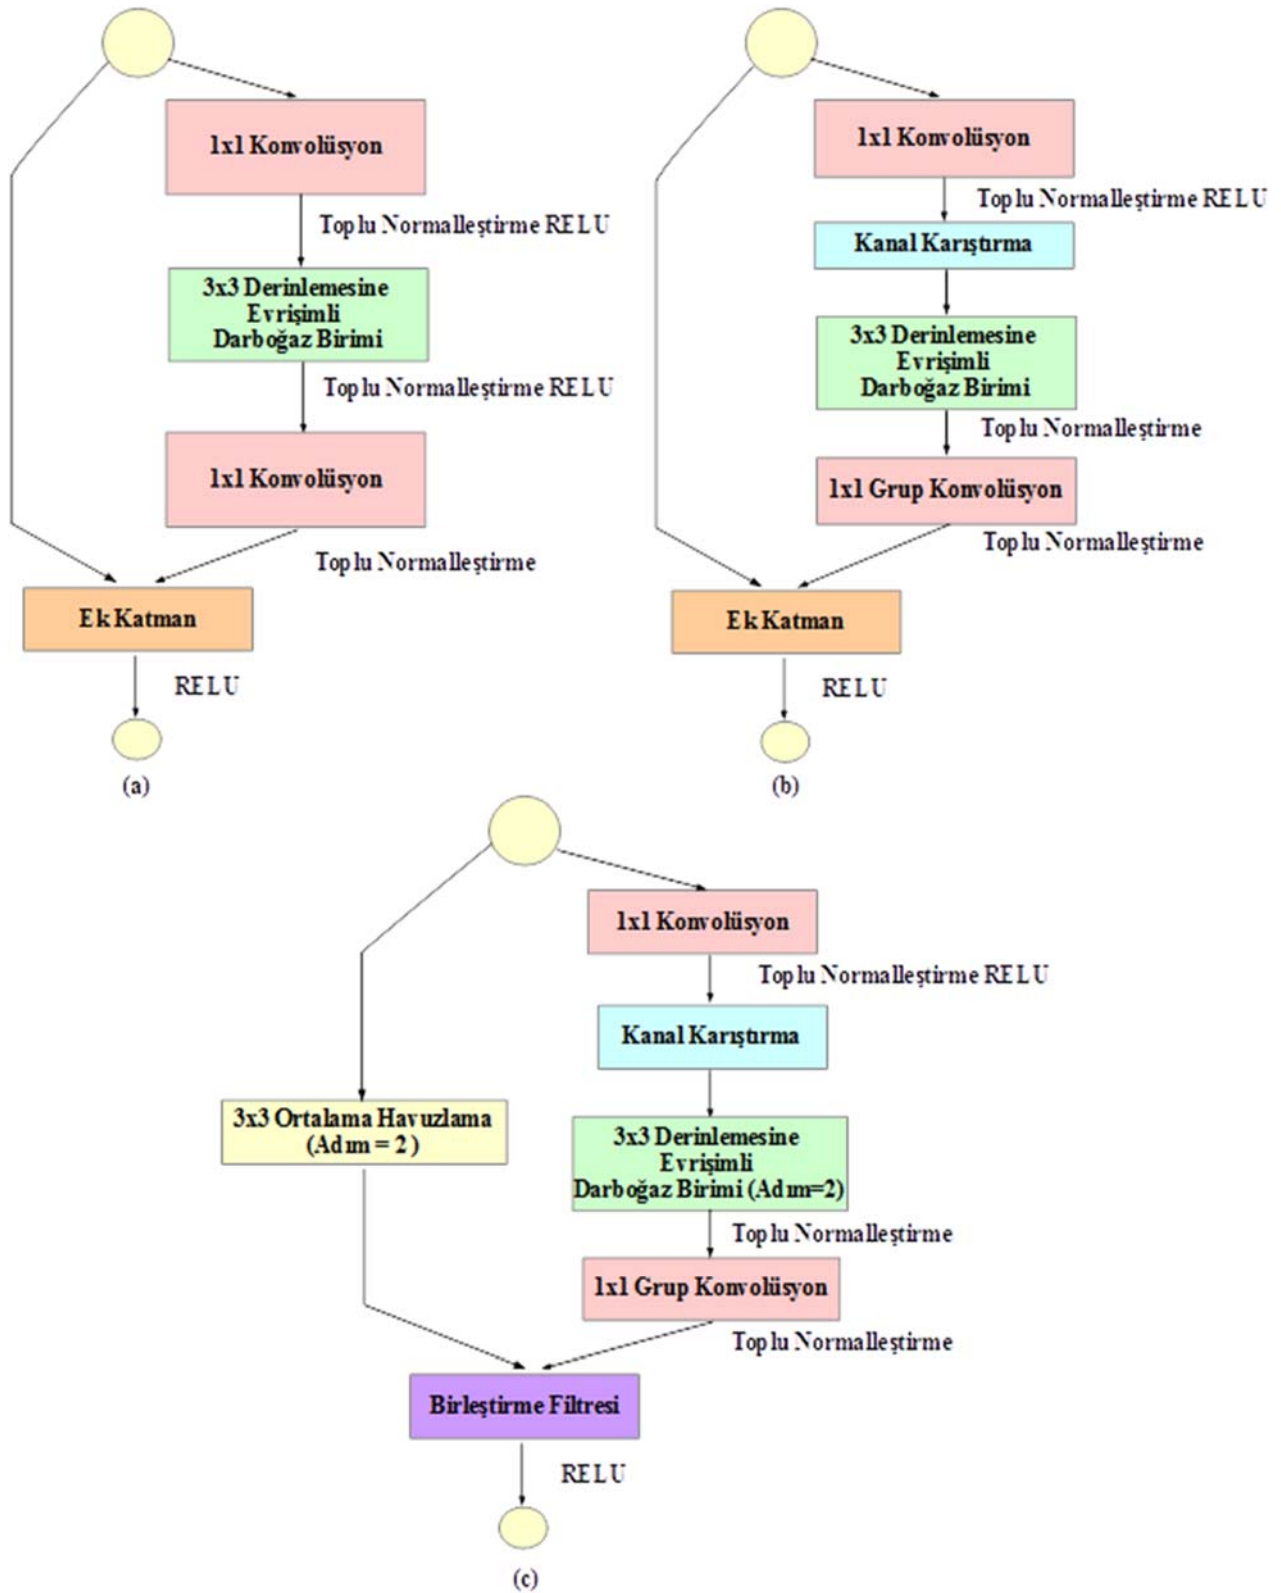 1x1 Konvolüsyon
Toplu Normalleştirme RELU
3x3 Derinlemesine
Evrişimli
Darboğaz Birimi
Toplu Normalleştirme RELU
1x1 Konvolüsyon
Toplu Normalleştirme
Ek Katman
RELU
(a)
1x1 Konvolüsyon
Toplu Normalleştirme RELU
Kanal Karıştırma
3x3 Derinlemesine
Evrişimli
Darboğaz Birimi
Toplu Normalleştirme
1x1 Grup Konvolüsyon
Toplu Normalleştirme
Ek Katman
RELU
(b)
1x1 Konvolüsyon
Toplu Normalleştirme RELU
Kanal Karıştırma
3x3 Ortalama Havuzlama
(Adım = 2 )
3x3 Derinlemesine
Evrişimli
Darboğaz Birimi (Adım=2)
Toplu Normalleştirme
1x1 Grup Konvolüsyon
Toplu Normalleştirme
Birleştirme Filtresi
RELU
(c)